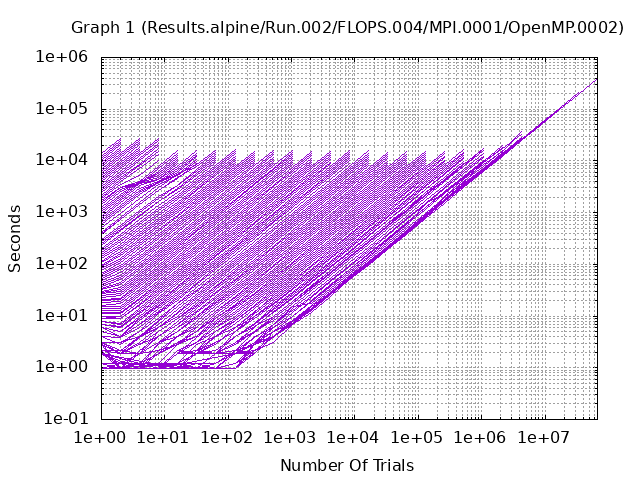 Graph 1 (Results.alpine/Run.002/FLOPS.004/MPI.0001/OpenMP.0002)
1e+06
1e+05
1e+04
1e+03
1e+02
1e+01
1e+00
1e-01
Seconds
1e+00 1e+01 1e+02 1e+03 1e+04 1e+05 1e+06 1e+07
Number Of Trials